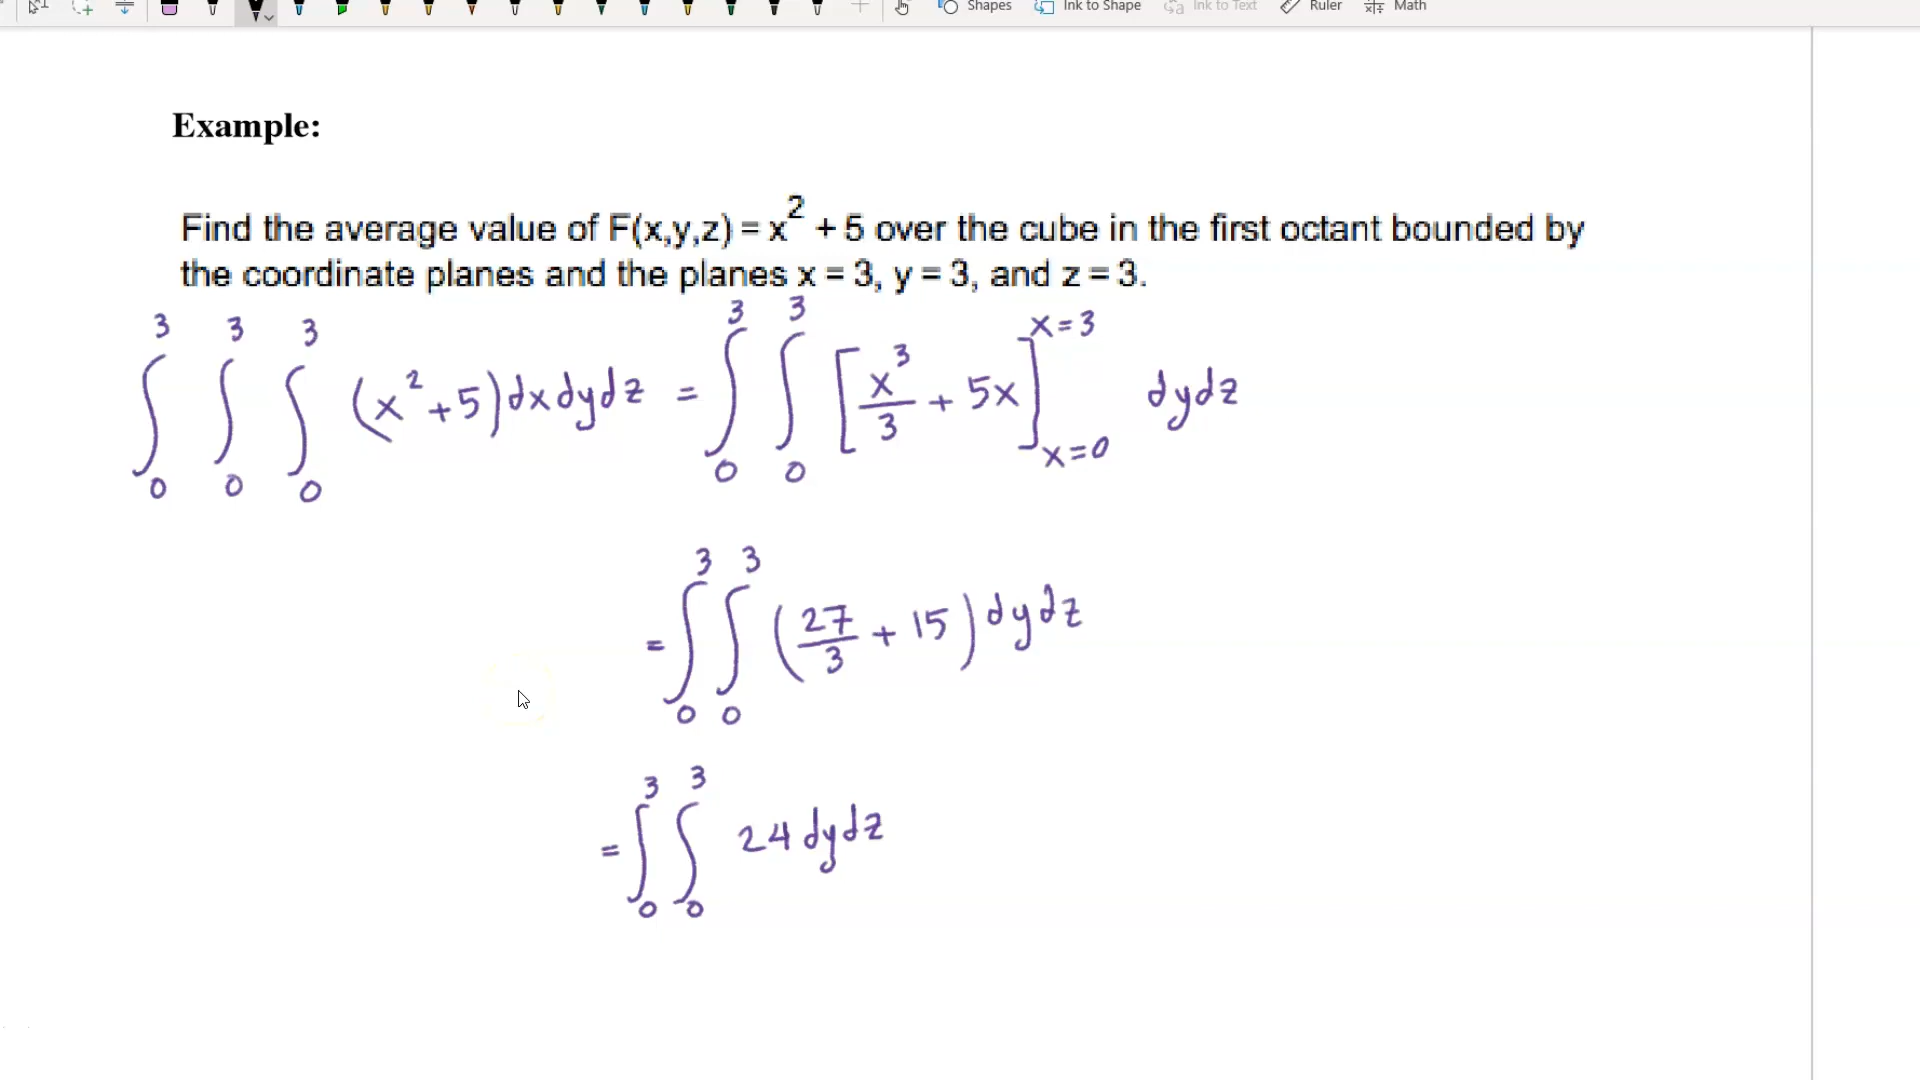 Shapes Ink to Shape Ink to Text Ruler Math
Example:
Find the average value of F(x,y,z) = x² + 5 over the cube in the first octant bounded by
the coordinate planes and the planes x = 3, y = 3, and z = 3.
∫₀³ ∫₀³ ∫₀³ (x² + 5) dx dy dz = ∫₀³ ∫₀³ [x³/3 + 5x]ₓ₌₀ˣ⁼³ dy dz
= ∫₀³ ∫₀³ (27/3 + 15) dy dz
= ∫₀³ ∫₀³ 24 dy dz